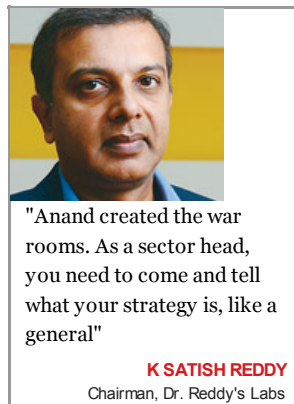 "Anand created the war
rooms. As a sector head,
you need to come and tell
what your strategy is, like a
general"
K SATISH REDDY
Chairman, Dr. Reddy's Labs